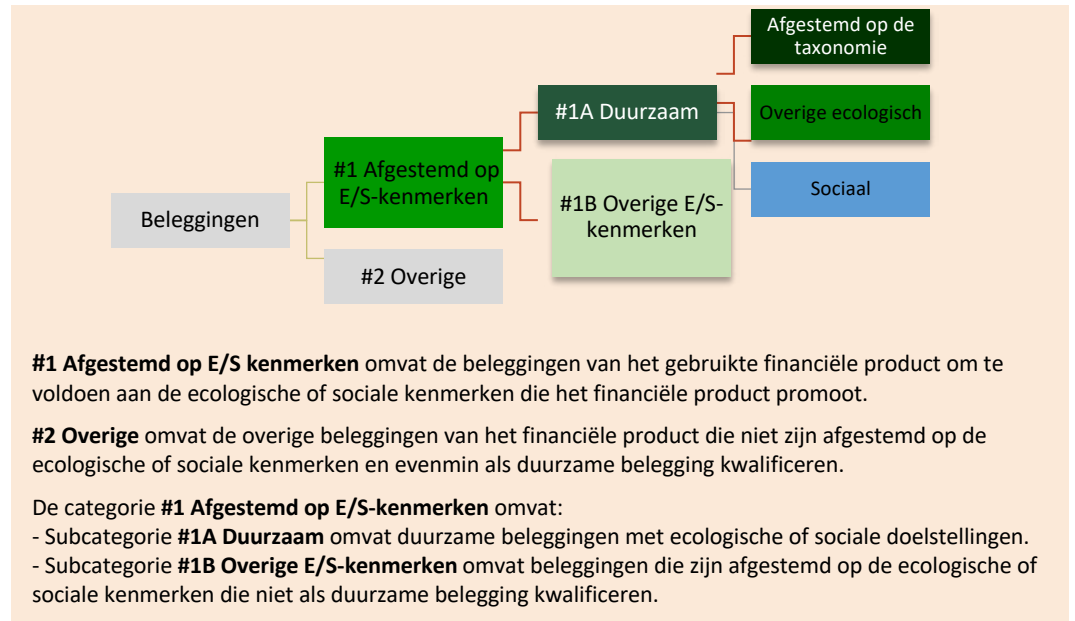 Afgestemd op de
taxonomie
#1A Duurzaam
Overige ecologisch
#1 Afgestemd op
E/S-kenmerken
Sociaal
#1B Overige E/S-
kenmerken
Beleggingen
#2 Overige
#1 Afgestemd op E/S kenmerken omvat de beleggingen van het gebruikte financiële product om te
voldoen aan de ecologische of sociale kenmerken die het financiële product promoot.
#2 Overige omvat de overige beleggingen van het financiële product die niet zijn afgestemd op de
ecologische of sociale kenmerken en evenmin als duurzame belegging kwalificeren.
De categorie #1 Afgestemd op E/S-kenmerken omvat:
- Subcategorie #1A Duurzaam omvat duurzame beleggingen met ecologische of sociale doelstellingen.
- Subcategorie #1B Overige E/S-kenmerken omvat beleggingen die zijn afgestemd op de ecologische of
sociale kenmerken die niet als duurzame belegging kwalificeren.